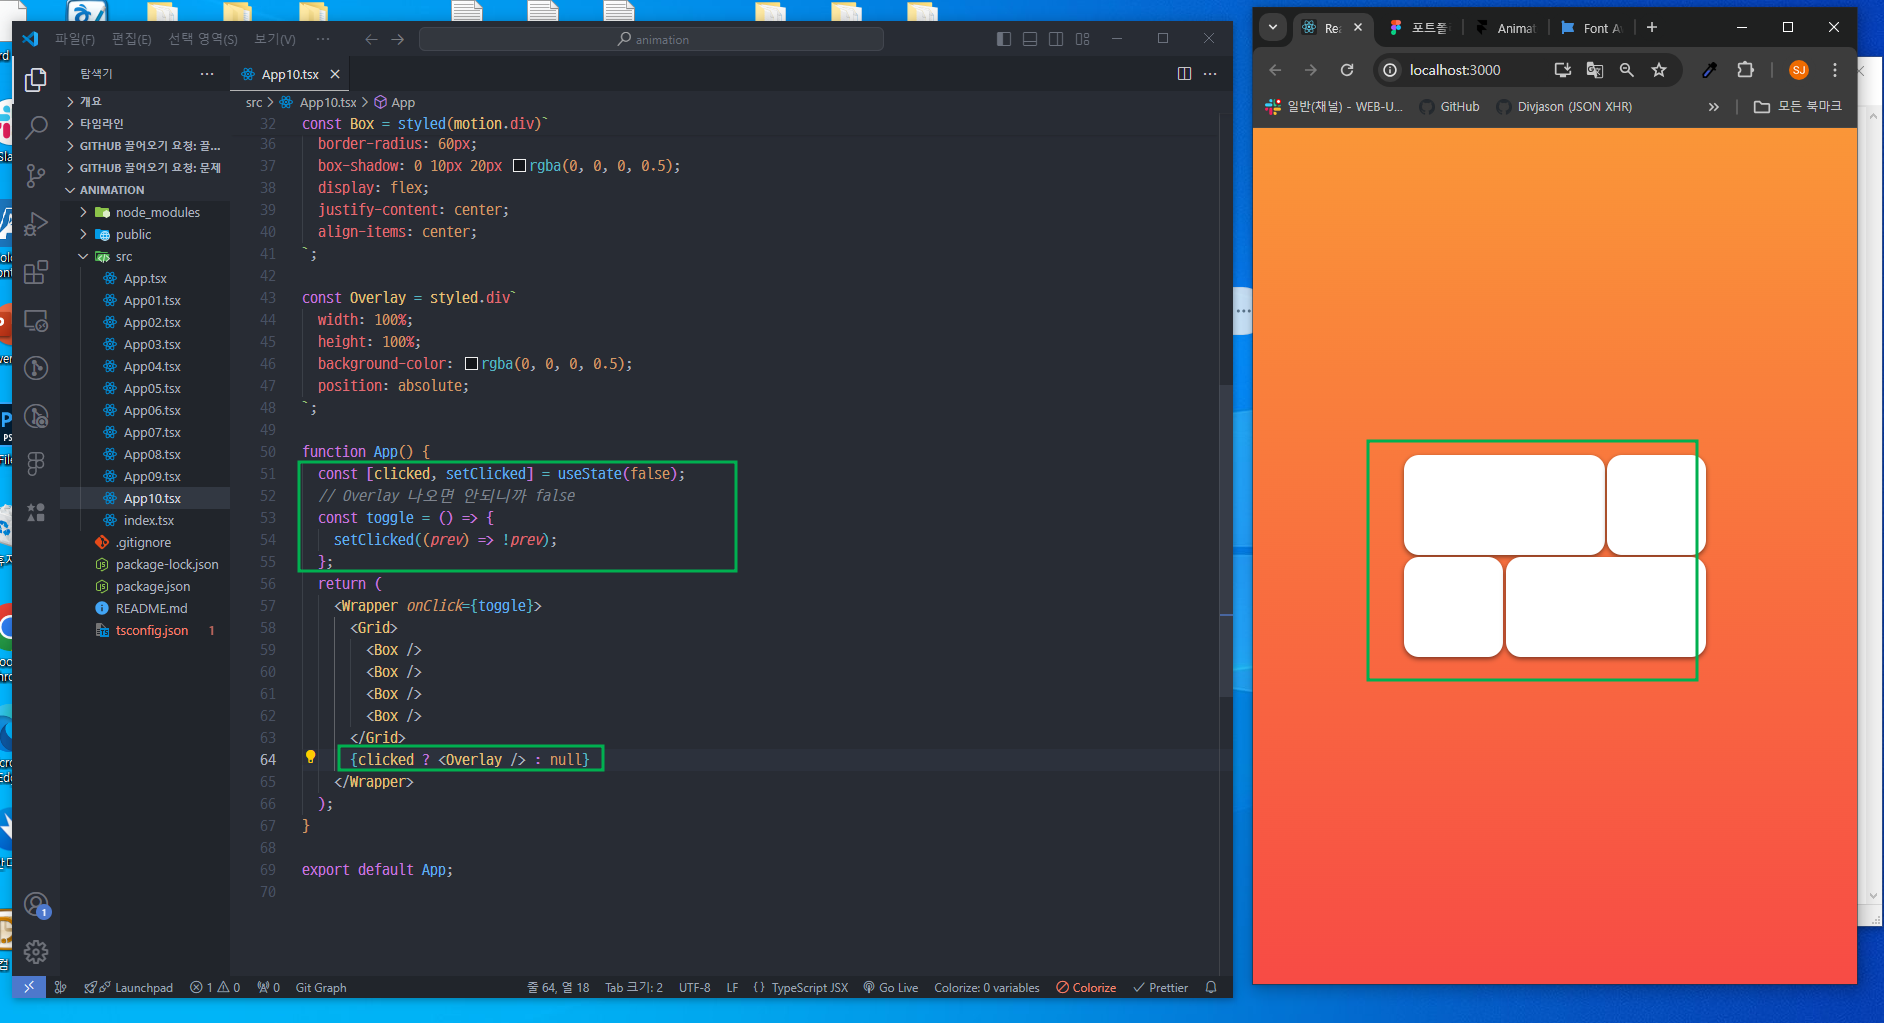 파일(F) 편집(E) 선택 영역(S) 보기(V) ··· animation
탐색기 ···
개요
타임라인
GITHUB 끌어오기 요청: 끌...
GITHUB 끌어오기 요청: 문제
ANIMATION
node_modules
public
src
App.tsx
App01.tsx
App02.tsx
App03.tsx
App04.tsx
App05.tsx
App06.tsx
App07.tsx
App08.tsx
App09.tsx
App10.tsx
index.tsx
.gitignore
package-lock.json
package.json
README.md
tsconfig.json 1
1
App10.tsx
src > App10.tsx > App
32 const Box = styled(motion.div)`
36 border-radius: 60px;
37 box-shadow: 0 10px 20px rgba(0, 0, 0, 0.5);
38 display: flex;
39 justify-content: center;
40 align-items: center;
41 `;
42
43 const Overlay = styled.div`
44 width: 100%;
45 height: 100%;
46 background-color: rgba(0, 0, 0, 0.5);
47 position: absolute;
48 `;
49
50 function App() {
51 const [clicked, setClicked] = useState(false);
52 // Overlay 나오면 안되니까 false
53 const toggle = () => {
54 setClicked((prev) => !prev);
55 };
56 return (
57 <Wrapper onClick={toggle}>
58 <Grid>
59 <Box />
60 <Box />
61 <Box />
62 <Box />
63 </Grid>
64 {clicked ? <Overlay /> : null}
65 </Wrapper>
66 );
67 }
68
69 export default App;
70
Launchpad 1 0 0 Git Graph 줄 64, 열 18 Tab 크기: 2 UTF-8 LF {} TypeScript JSX Go Live Colorize: 0 variables Colorize Prettier
Rea 포트폴 Animat Font A
localhost:3000 SJ
일반(채널) - WEB-U... GitHub Divjason (JSON XHR) » 모든 북마크